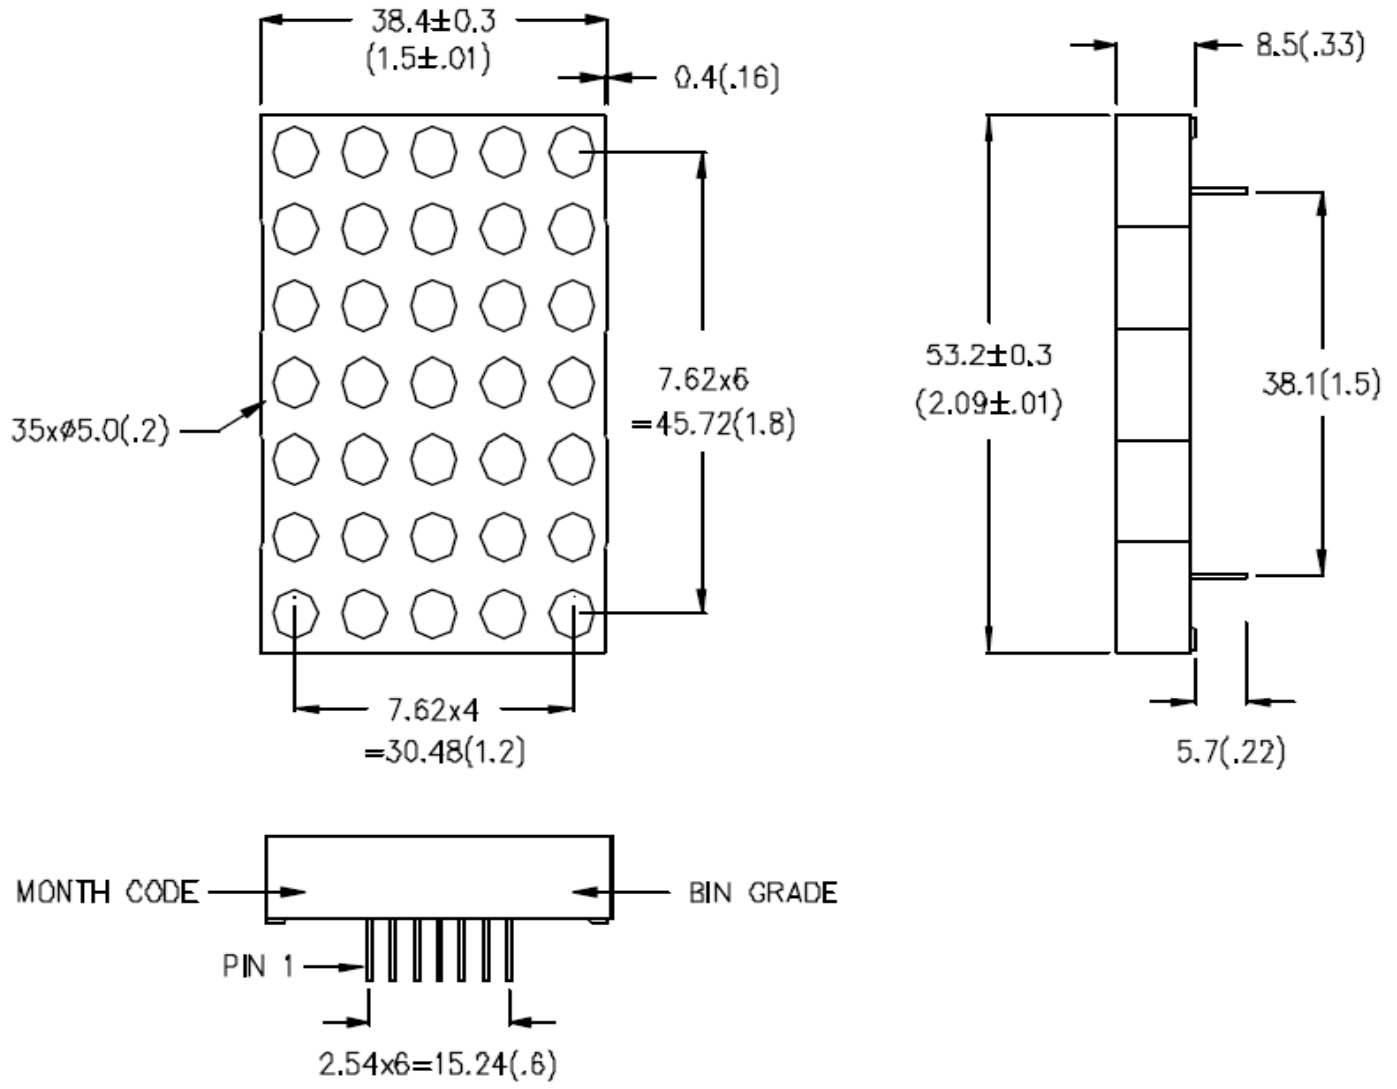 38.4±0.3
(1.5±.01)
0.4(.16)
8.5(.33)
35xø5.0(.2)
7.62x6
=45.72(1.8)
53.2±0.3
(2.09±.01)
38.1(1.5)
7.62x4
=30.48(1.2)
5.7(.22)
MONTH CODE
BIN GRADE
PIN 1
2.54x6=15.24(.6)